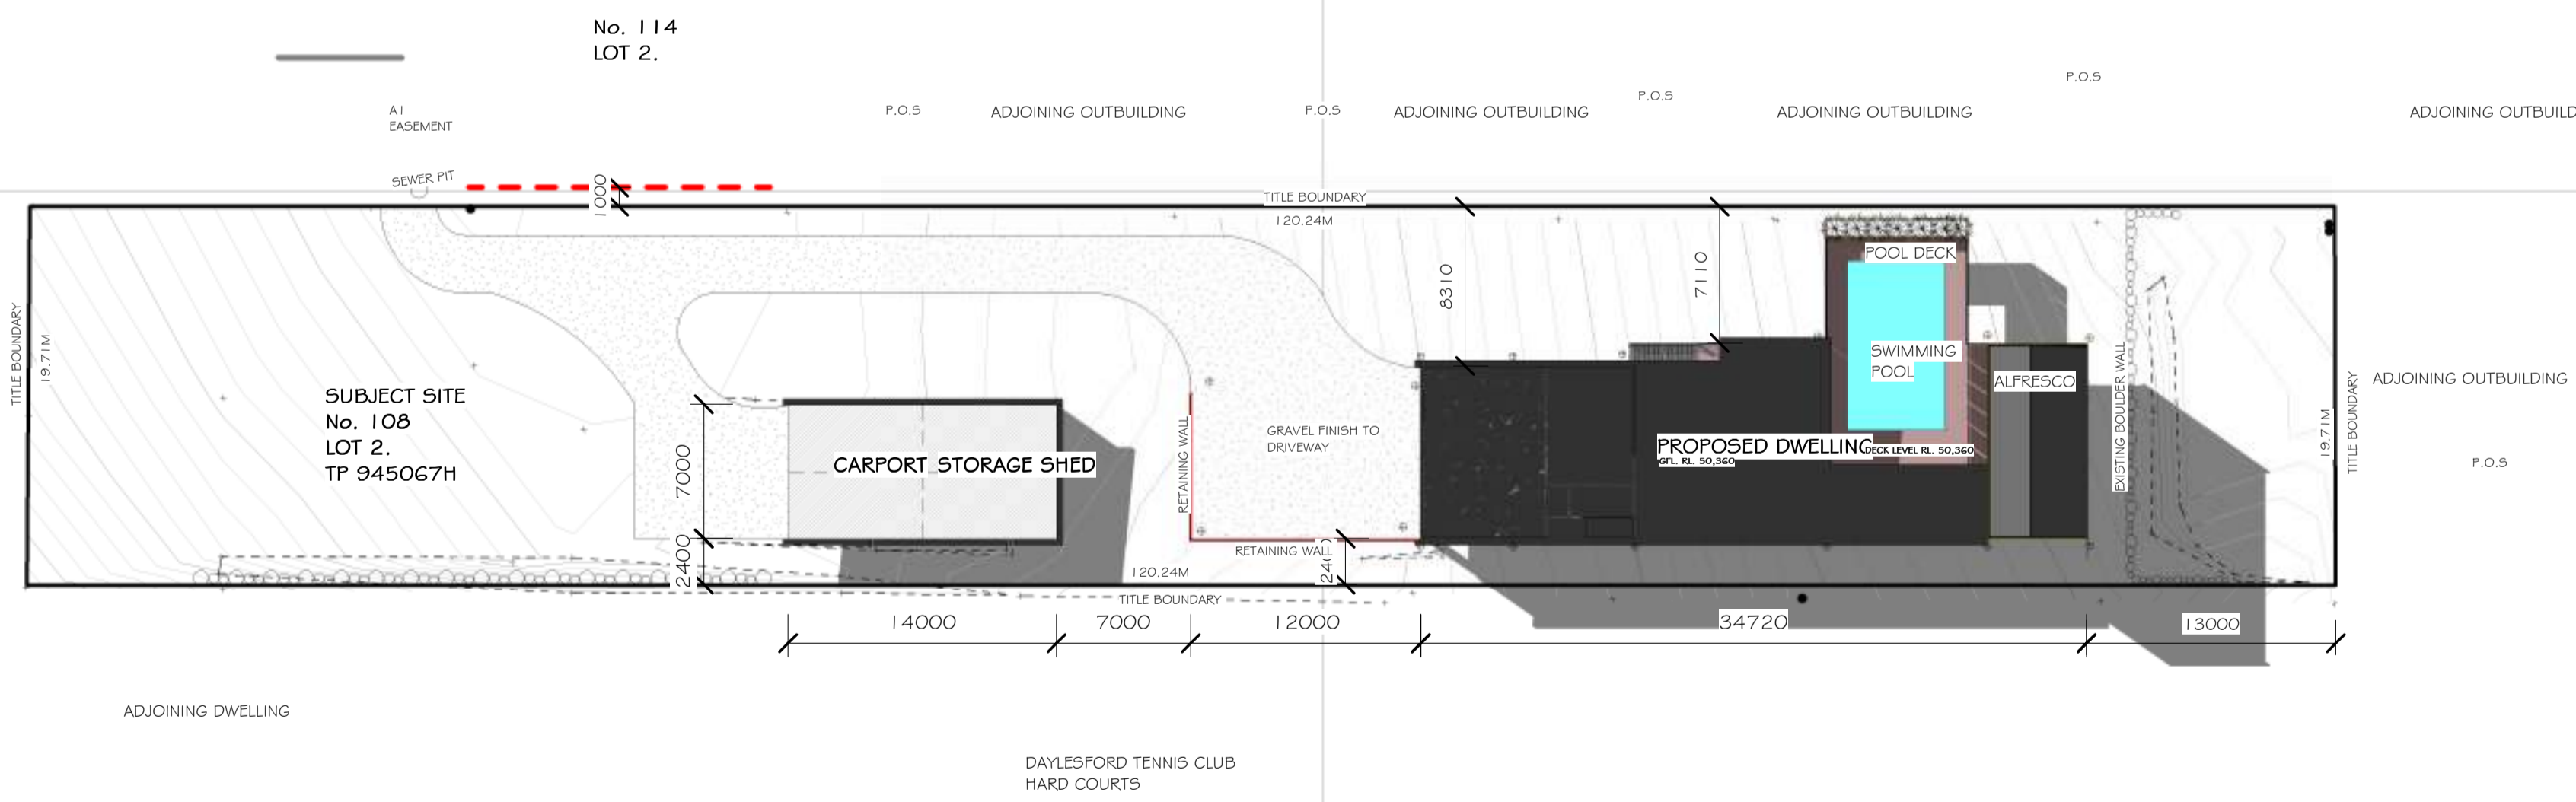 No. 114
LOT 2.
P.O.S
P.O.S
A1
EASEMENT
P.O.S
ADJOINING OUTBUILDING
P.O.S
ADJOINING OUTBUILDING
ADJOINING OUTBUILDING
ADJOINING OUTBUILD
SEWER PIT
1000
TITLE BOUNDARY
120.24M
TITLE BOUNDARY
19.71M
8310
7110
POOL DECK
SWIMMING
POOL
ALFRESCO
EXISTING BOULDER WALL
19.71M
TITLE BOUNDARY
ADJOINING OUTBUILDING
P.O.S
SUBJECT SITE
No. 108
LOT 2.
TP 945067H
7000
CARPORT STORAGE SHED
RETAINING WALL
GRAVEL FINISH TO
DRIVEWAY
PROPOSED DWELLING
GFL. RL. 50,360
DECK LEVEL RL. 50,360
2400
RETAINING WALL
240
120.24M
TITLE BOUNDARY
14000
7000
12000
34720
13000
ADJOINING DWELLING
DAYLESFORD TENNIS CLUB
HARD COURTS